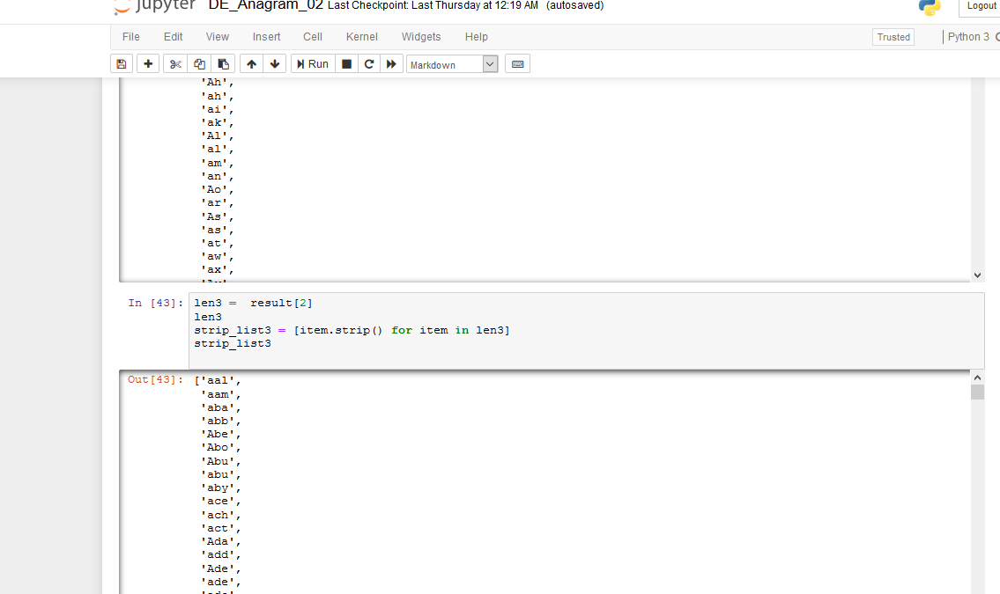 jupyter DE_Anagram_02 Last Checkpoint: Last Thursday at 12:19 AM (autosaved)
Logout
File Edit View Insert Cell Kernel Widgets Help
Trusted
Python 3
Run
Markdown
'Ah',
'ah',
'ai',
'ak',
'Al',
'al',
'am',
'an',
'Ao',
'ar',
'As',
'as',
'at',
'aw',
'ax',
In [43]: len3 =  result[2]
len3
strip_list3 = [item.strip() for item in len3]
strip_list3
Out[43]: ['aal',
'aam',
'aba',
'abb',
'Abe',
'Abo',
'Abu',
'abu',
'aby',
'ace',
'ach',
'act',
'Ada',
'add',
'Ade',
'ade',